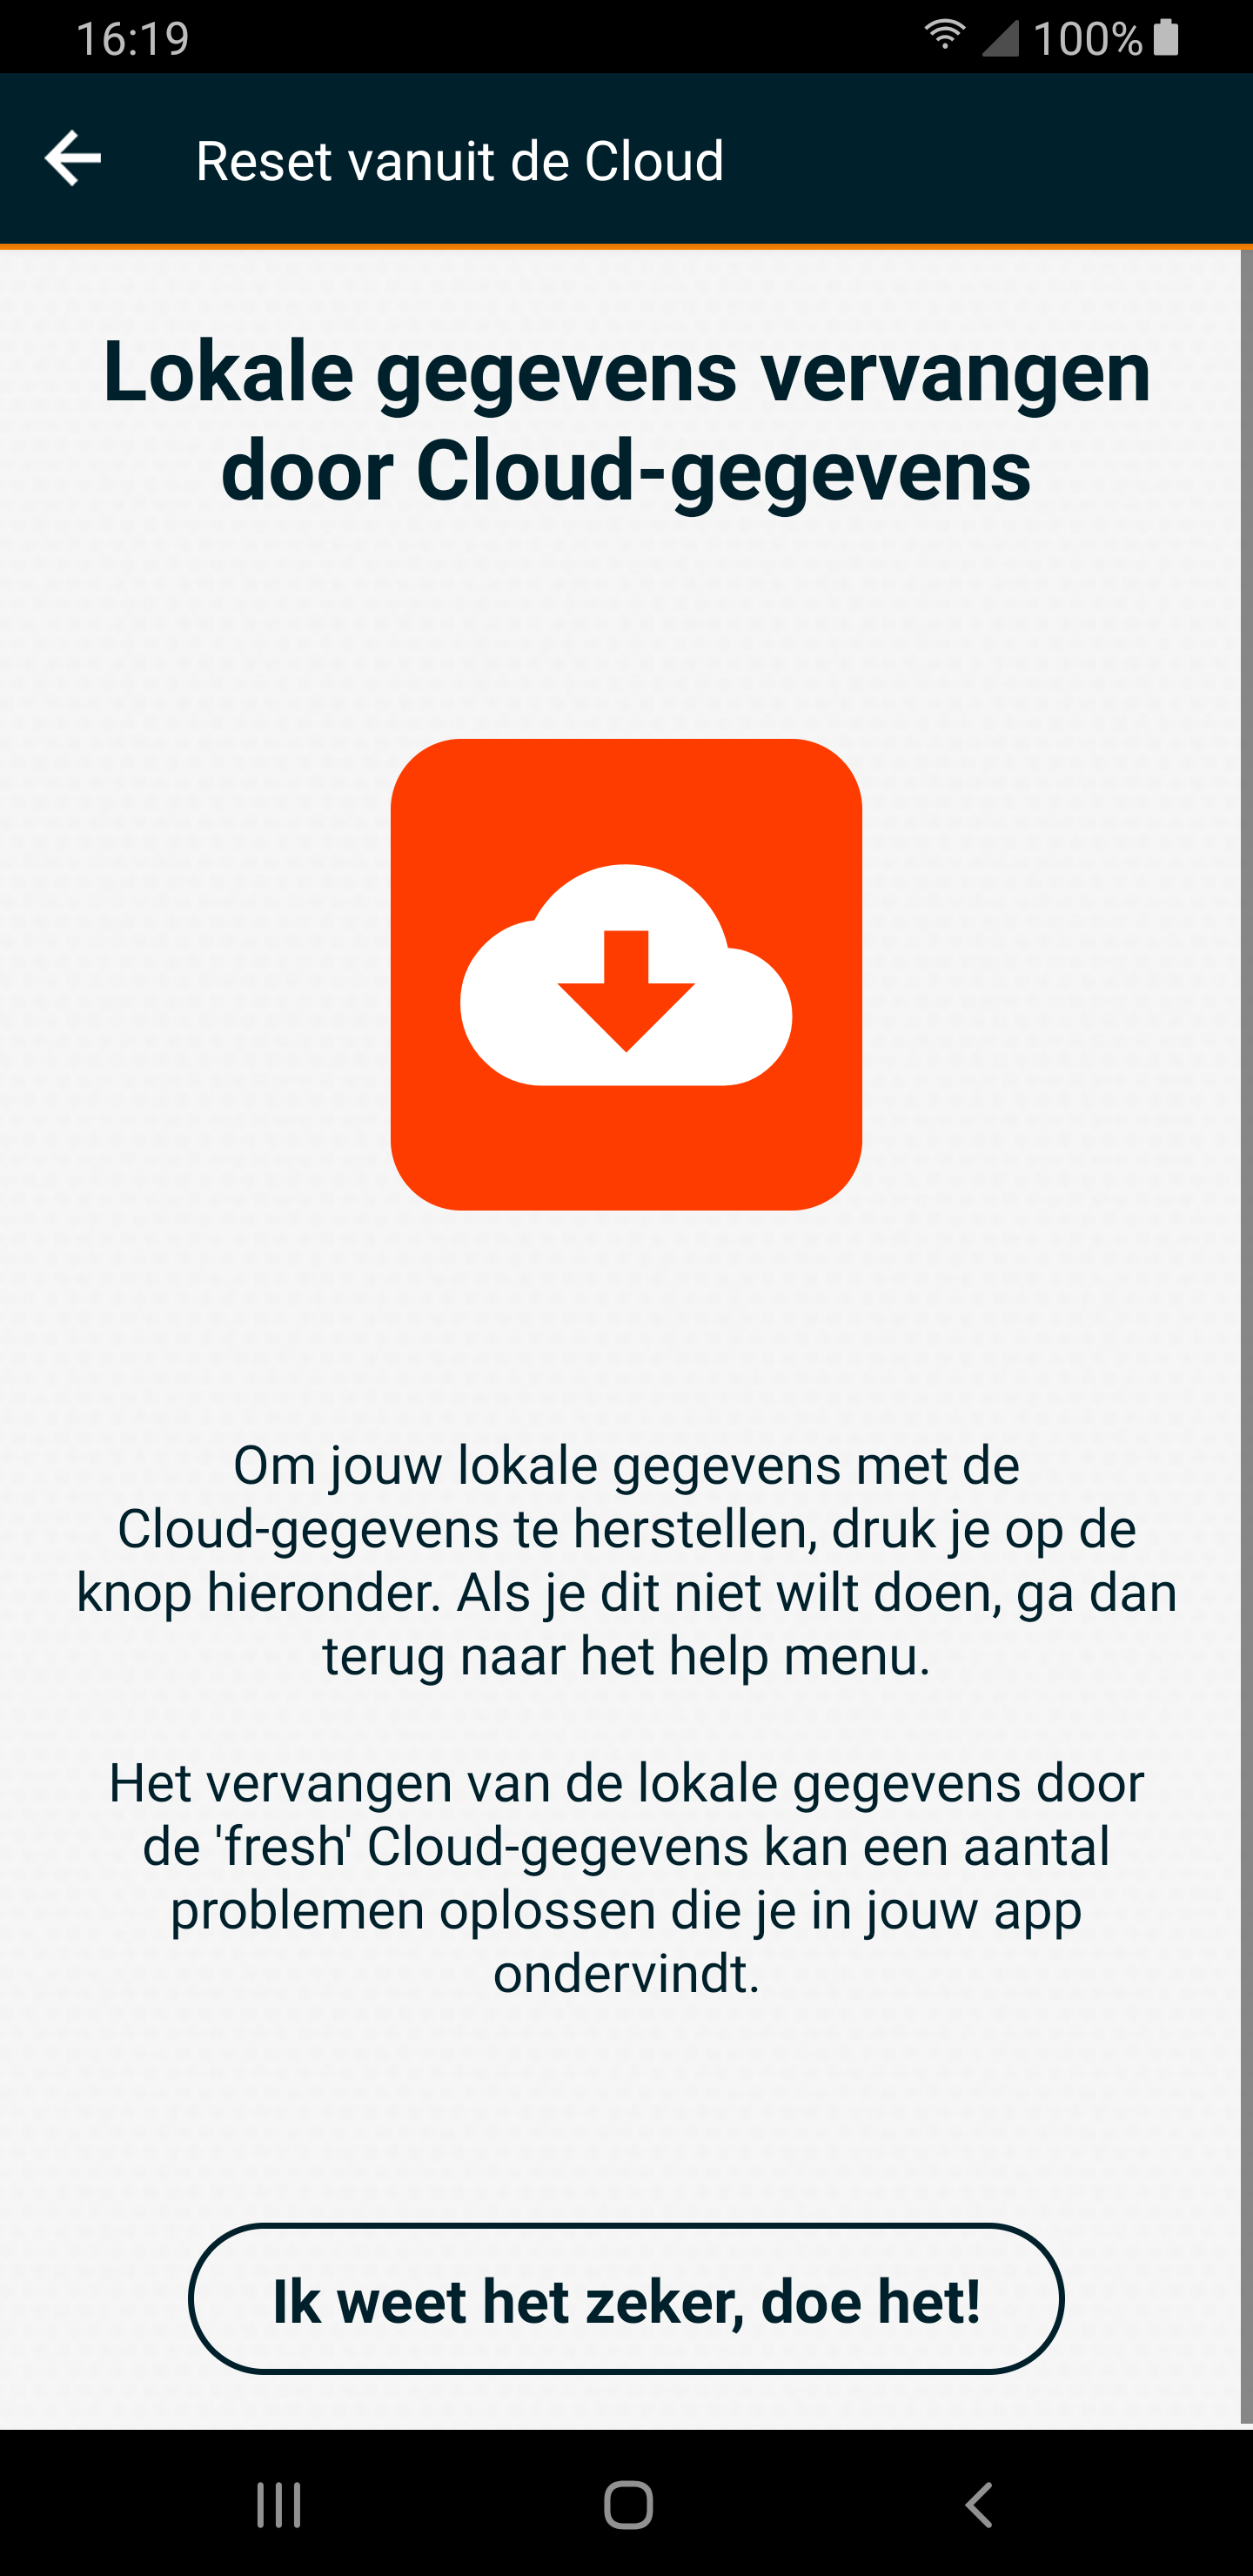 16:19
100%
Reset vanuit de Cloud
Lokale gegevens vervangen
door Cloud-gegevens
Om jouw lokale gegevens met de
Cloud-gegevens te herstellen, druk je op de
knop hieronder. Als je dit niet wilt doen, ga dan
terug naar het help menu.
Het vervangen van de lokale gegevens door
de 'fresh' Cloud-gegevens kan een aantal
problemen oplossen die je in jouw app
ondervindt.
Ik weet het zeker, doe het!